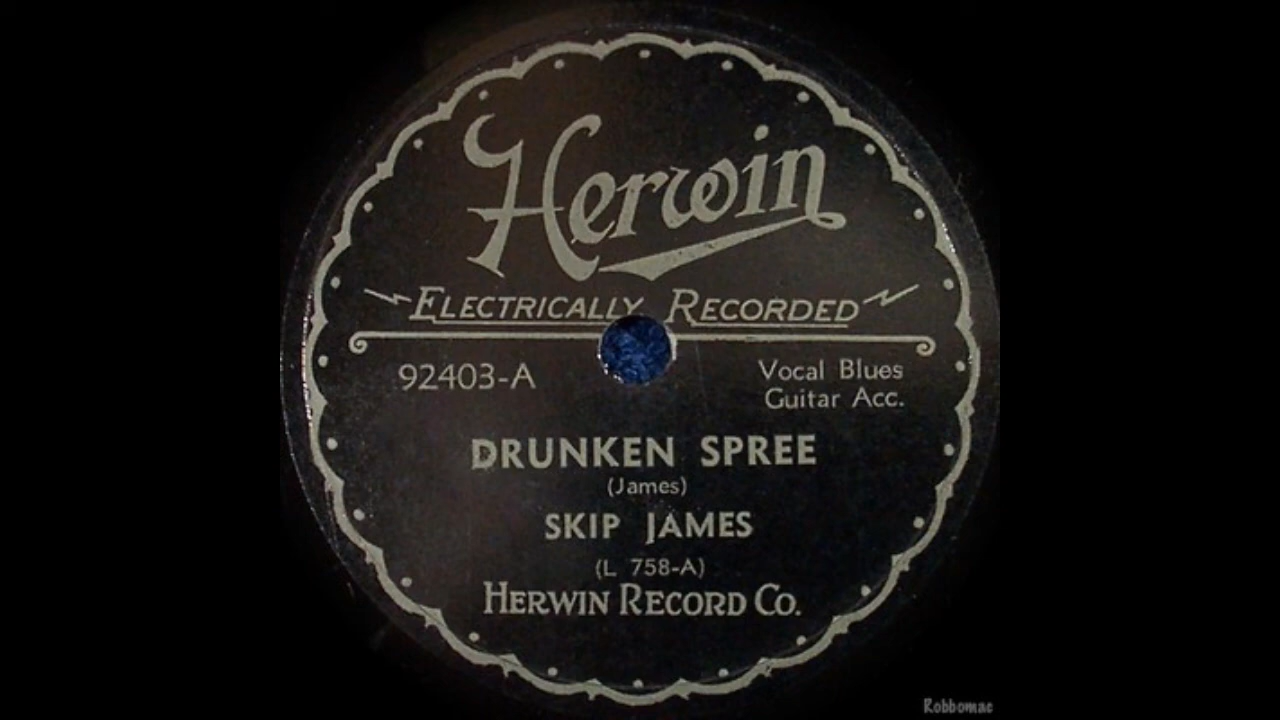 Herwin
ELECTRICALLY RECORDED
92403-A
Vocal Blues
Guitar Acc.
DRUNKEN SPREE
(James)
SKIP JAMES
(L 758-A)
HERWIN RECORD CO.
Robbomac